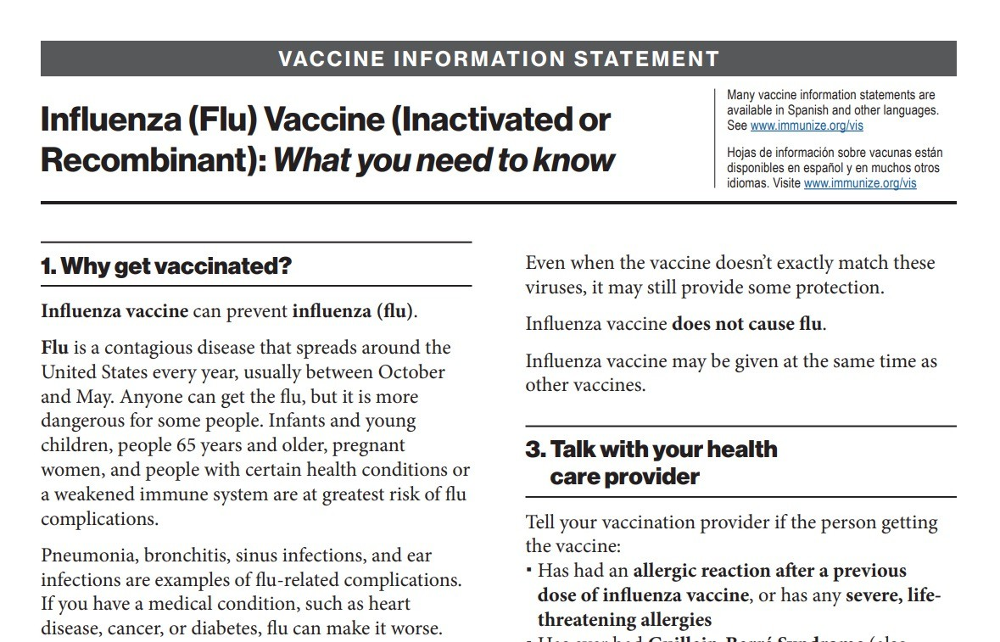 VACCINE INFORMATION STATEMENT
Influenza (Flu) Vaccine (Inactivated or
Recombinant): What you need to know
Many vaccine information statements are
available in Spanish and other languages.
See www.immunize.org/vis
Hojas de información sobre vacunas están
disponibles en español y en muchos otros
idiomas. Visite www.immunize.org/vis
1. Why get vaccinated?
Influenza vaccine can prevent influenza (flu).
Flu is a contagious disease that spreads around the
United States every year, usually between October
and May. Anyone can get the flu, but it is more
dangerous for some people. Infants and young
children, people 65 years and older, pregnant
women, and people with certain health conditions or
a weakened immune system are at greatest risk of flu
complications.
Pneumonia, bronchitis, sinus infections, and ear
infections are examples of flu-related complications.
If you have a medical condition, such as heart
disease, cancer, or diabetes, flu can make it worse.
Even when the vaccine doesn’t exactly match these
viruses, it may still provide some protection.
Influenza vaccine does not cause flu.
Influenza vaccine may be given at the same time as
other vaccines.
3. Talk with your health
care provider
Tell your vaccination provider if the person getting
the vaccine:
▪ Has had an allergic reaction after a previous
dose of influenza vaccine, or has any severe, life-
threatening allergies
▪ Has ever had Guillain-Barré Syndrome (also